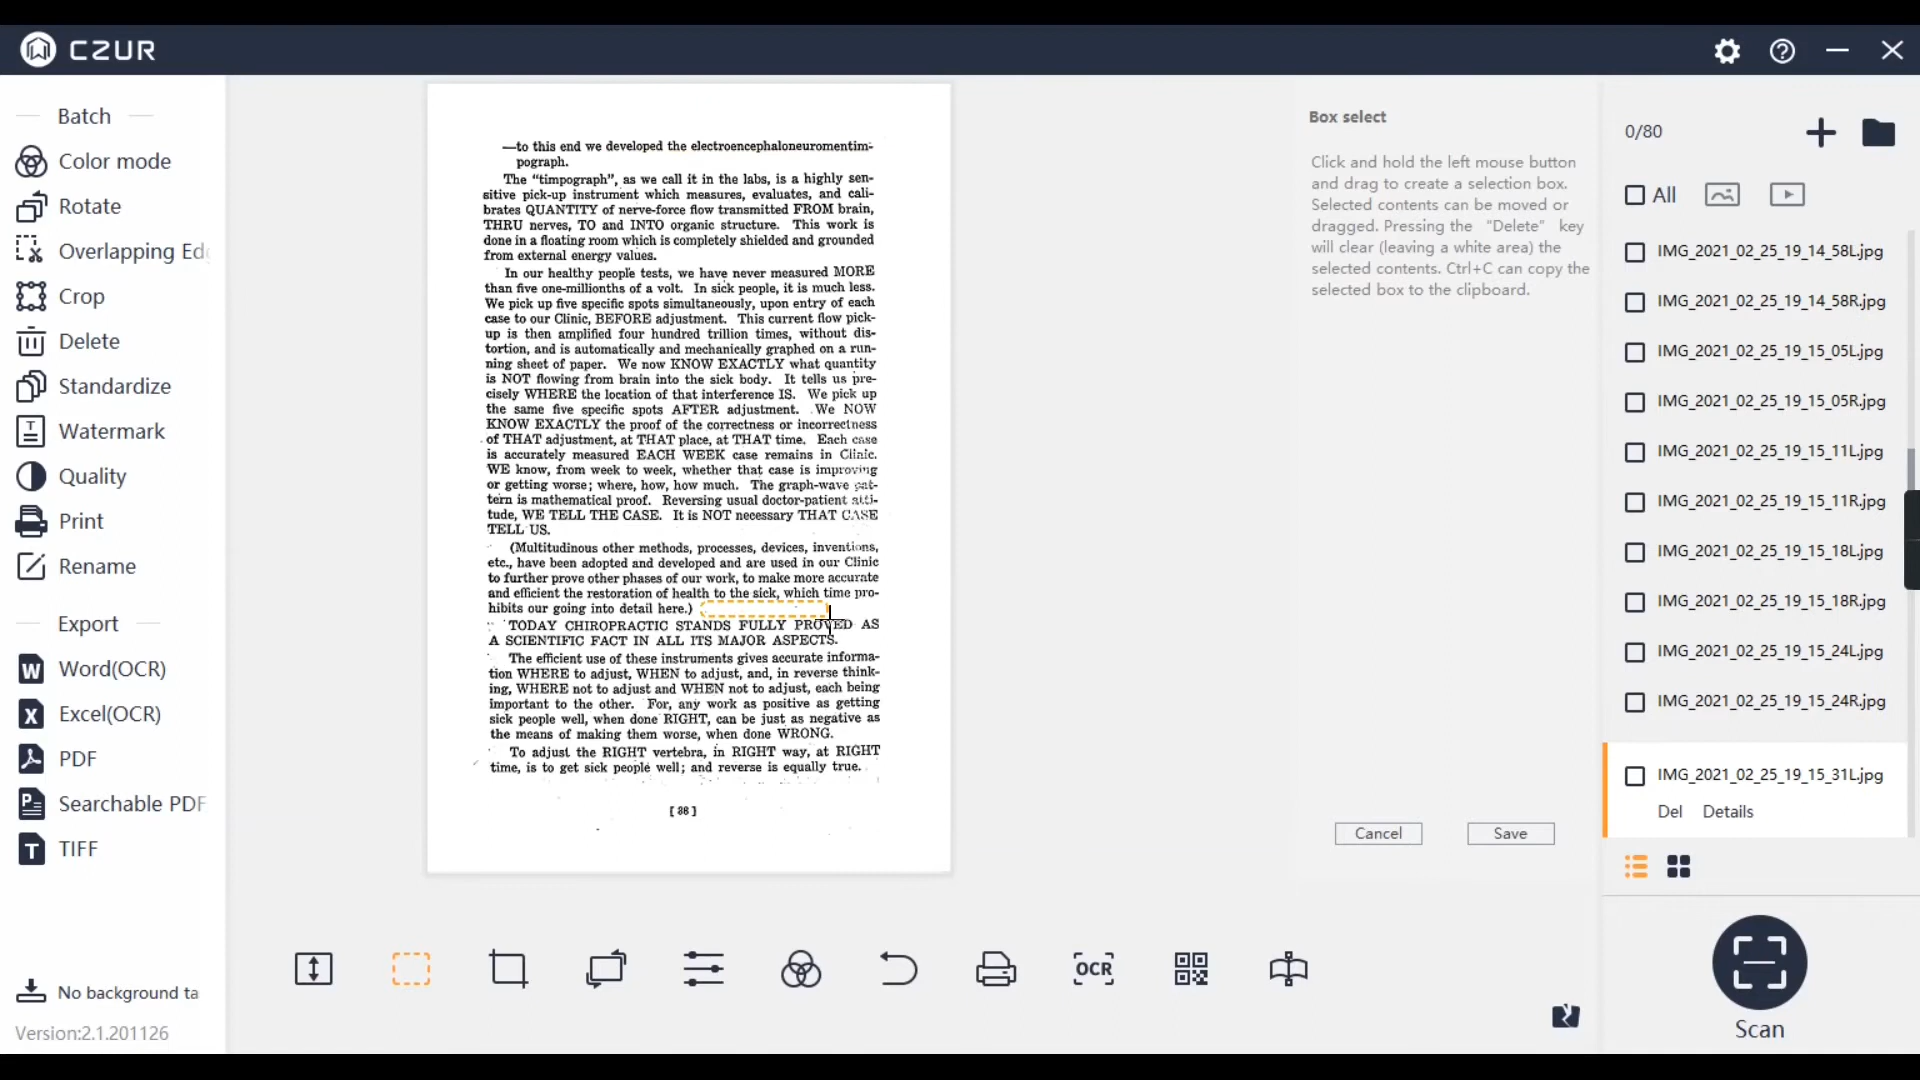 CZUR
Batch
Color mode
Rotate
Overlapping Ed
Crop
Delete
Standardize
Watermark
Quality
Print
Rename
Export
Word(OCR)
Excel(OCR)
PDF
Searchable PDF
TIFF
No background ta
Version:2.1.201126
—to this end we developed the electroencephaloneuromentim-
pograph.
The "timpograph", as we call it in the labs, is a highly sen-
sitive pick-up instrument which measures, evaluates, and cali-
brates QUANTITY of nerve-force flow transmitted FROM brain,
THRU nerves, TO and INTO organic structure. This work is
done in a floating room which is completely shielded and grounded
from external energy values.
In our healthy people tests, we have never measured MORE
than five one-millionths of a volt. In sick people, it is much less.
We pick up five specific spots simultaneously, upon entry of each
case to our Clinic, BEFORE adjustment. This current flow pick-
up is then amplified four hundred trillion times, without dis-
tortion, and is automatically and mechanically graphed on a run-
ning sheet of paper. We now KNOW EXACTLY what quantity
is NOT flowing from brain into the sick body. It tells us pre-
cisely WHERE the location of that interference IS. We pick up
the same five specific spots AFTER adjustment. We NOW
KNOW EXACTLY the proof of the correctness or incorrectness
of THAT adjustment, at THAT place, at THAT time. Each case
is accurately measured EACH WEEK case remains in Clinic.
WE know, from week to week, whether that case is improving
or getting worse; where, how, how much. The graph-wave pat-
tern is mathematical proof. Reversing usual doctor-patient atti-
tude, WE TELL THE CASE. It is NOT necessary THAT CASE
TELL US.
(Multitudinous other methods, processes, devices, inventions,
etc., have been adopted and developed and are used in our Clinic
to further prove other phases of our work, to make more accurate
and efficient the restoration of health to the sick, which time pro-
hibits our going into detail here.)
TODAY CHIROPRACTIC STANDS FULLY PROVED AS
A SCIENTIFIC FACT IN ALL ITS MAJOR ASPECTS.
The efficient use of these instruments gives accurate informa-
tion WHERE to adjust, WHEN to adjust, and, in reverse think-
ing, WHERE not to adjust and WHEN not to adjust, each being
important to the other. For, any work as positive as getting
sick people well, when done RIGHT, can be just as negative as
the means of making them worse, when done WRONG.
To adjust the RIGHT vertebra, in RIGHT way, at RIGHT
time, is to get sick people well; and reverse is equally true.
[ 36 ]
OCR
Box select
Click and hold the left mouse button
and drag to create a selection box.
Selected contents can be moved or
dragged. Pressing the "Delete" key
will clear (leaving a white area) the
selected contents. Ctrl+C can copy the
selected box to the clipboard.
Cancel
Save
0/80
All
IMG_2021_02_25_19_14_58L.jpg
IMG_2021_02_25_19_14_58R.jpg
IMG_2021_02_25_19_15_05L.jpg
IMG_2021_02_25_19_15_05R.jpg
IMG_2021_02_25_19_15_11L.jpg
IMG_2021_02_25_19_15_11R.jpg
IMG_2021_02_25_19_15_18L.jpg
IMG_2021_02_25_19_15_18R.jpg
IMG_2021_02_25_19_15_24L.jpg
IMG_2021_02_25_19_15_24R.jpg
IMG_2021_02_25_19_15_31L.jpg
Del Details
Scan